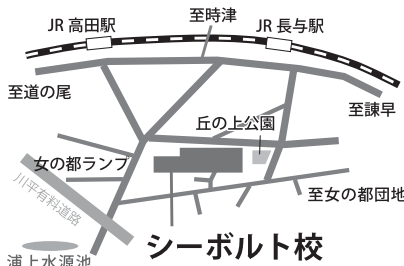 至時津
JR 高田駅
JR 長与駅
至道の尾
至諫早
丘の上公園
女の都ランプ
川平有料道路
至女の都団地
シーボルト校
浦上水源池